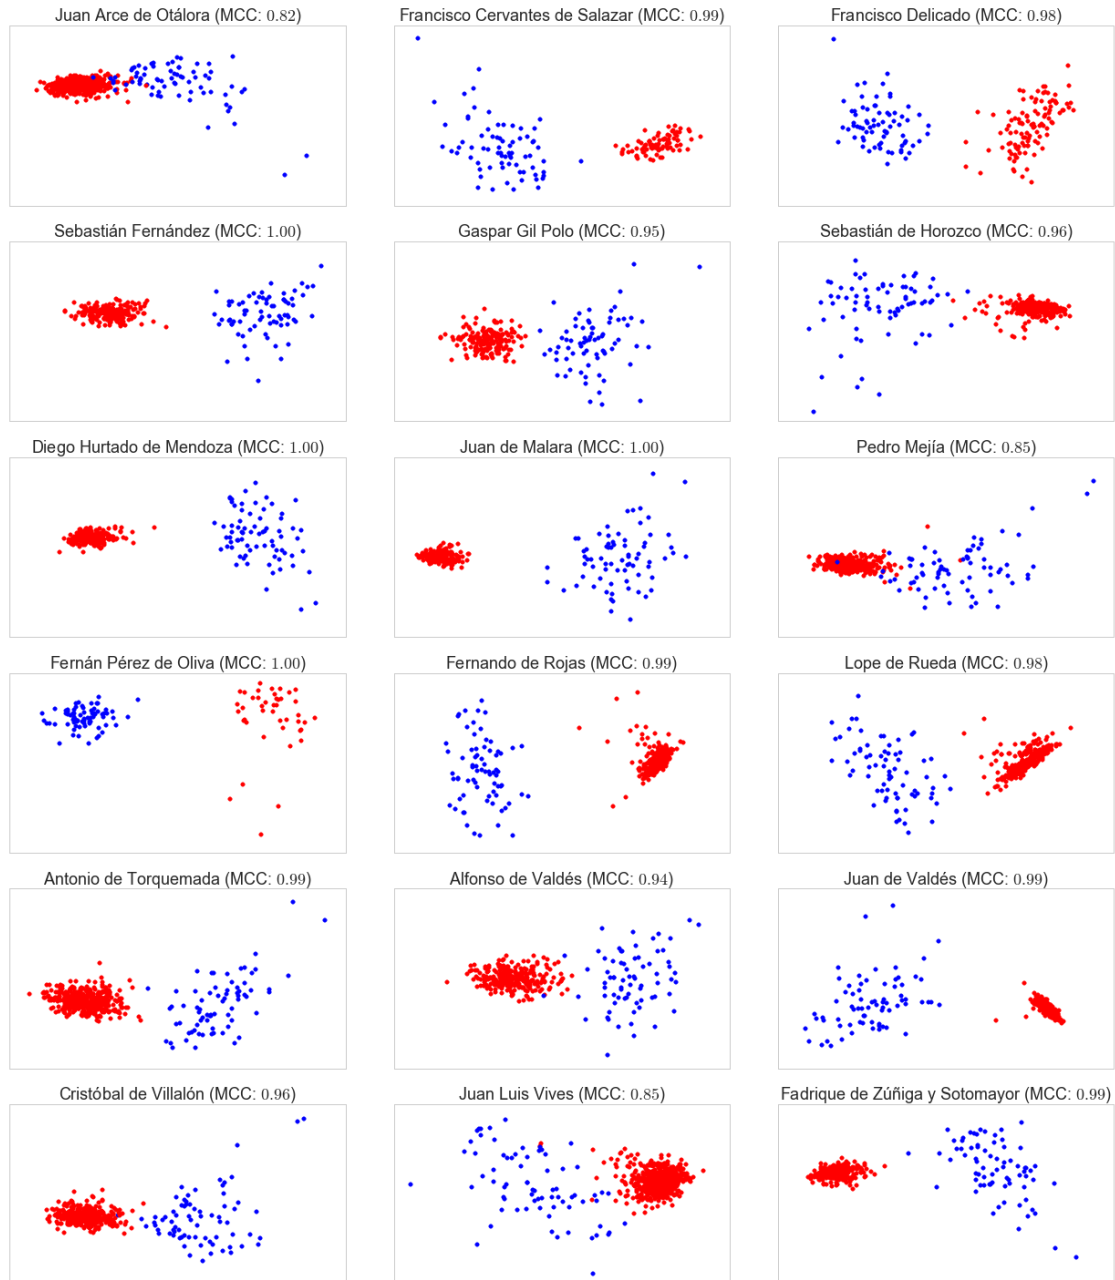 Juan Arce de Otálora (MCC: 0.82)
Francisco Cervantes de Salazar (MCC: 0.99)
Francisco Delicado (MCC: 0.98)
Sebastián Fernández (MCC: 1.00)
Gaspar Gil Polo (MCC: 0.95)
Sebastián de Horozco (MCC: 0.96)
Diego Hurtado de Mendoza (MCC: 1.00)
Juan de Malara (MCC: 1.00)
Pedro Mejía (MCC: 0.85)
Fernán Pérez de Oliva (MCC: 1.00)
Fernando de Rojas (MCC: 0.99)
Lope de Rueda (MCC: 0.98)
Antonio de Torquemada (MCC: 0.99)
Alfonso de Valdés (MCC: 0.94)
Juan de Valdés (MCC: 0.99)
Cristóbal de Villalón (MCC: 0.96)
Juan Luis Vives (MCC: 0.85)
Fadrique de Zúñiga y Sotomayor (MCC: 0.99)